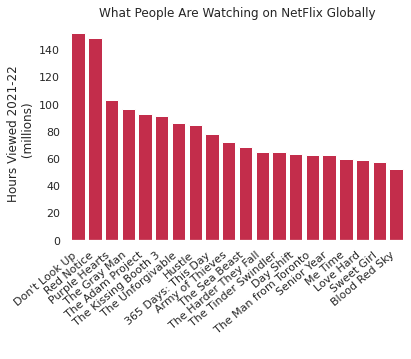 What People Are Watching on NetFlix Globally
Hours Viewed 2021-22
(millions)
140
120
100
80
60
40
20
0
Don't Look Up
Red Notice
Purple Hearts
The Gray Man
The Adam Project
The Kissing Booth 3
The Unforgivable
Hustle
365 Days: This Day
Army of Thieves
The Sea Beast
The Harder They Fall
The Tinder Swindler
Day Shift
The Man from Toronto
Senior Year
Me Time
Love Hard
Sweet Girl
Blood Red Sky